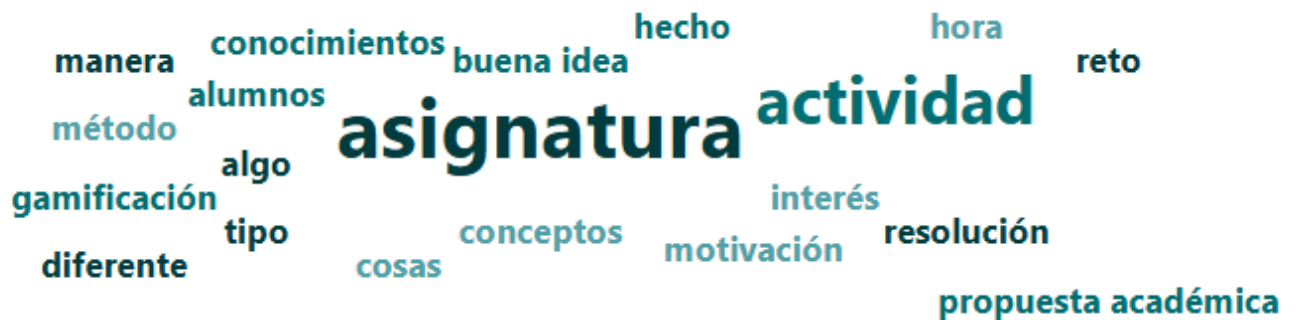 hecho
hora
conocimientos
manera
buena idea
reto
alumnos
actividad
método
asignatura
algo
gamificación
interés
tipo
conceptos
resolución
motivación
diferente
cosas
propuesta académica